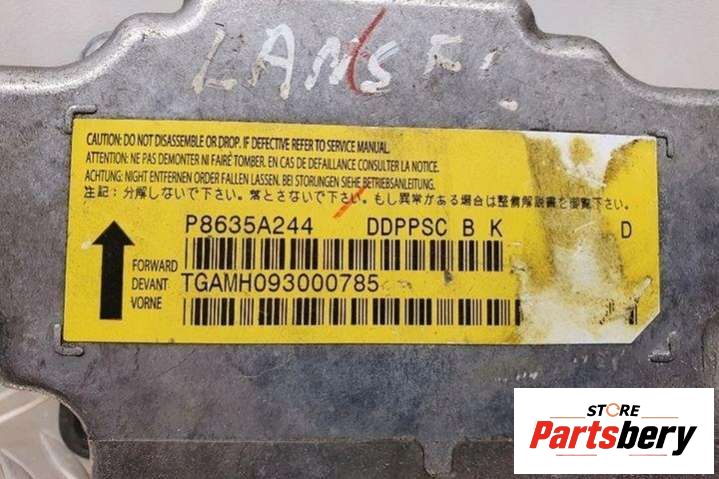 CAUTION: DO NOT DISASSEMBLE OR DROP. IF DEFECTIVE REFER TO SERVICE MANUAL.
ATTENTION: NE PAS DEMONTER NI FAIRÉ TOMBER. EN CAS DE DEFAILLANCE CONSULTER LA NOTICE.
ACHTUNG: NIGHT ENTFERNEN ORDER FALLEN LASSEN. BEI STORUNGEN SIEHE BETRIEBSANLEITUNG.
注記：分解しないで下さい。落とさないで下さい。もし異常がある場合は整備解説書を御覧下さい。
P8635A244 DDPPSC B K D
FORWARD
DEVANT
VORNE
TGAMH093000785
STORE
Partsbery